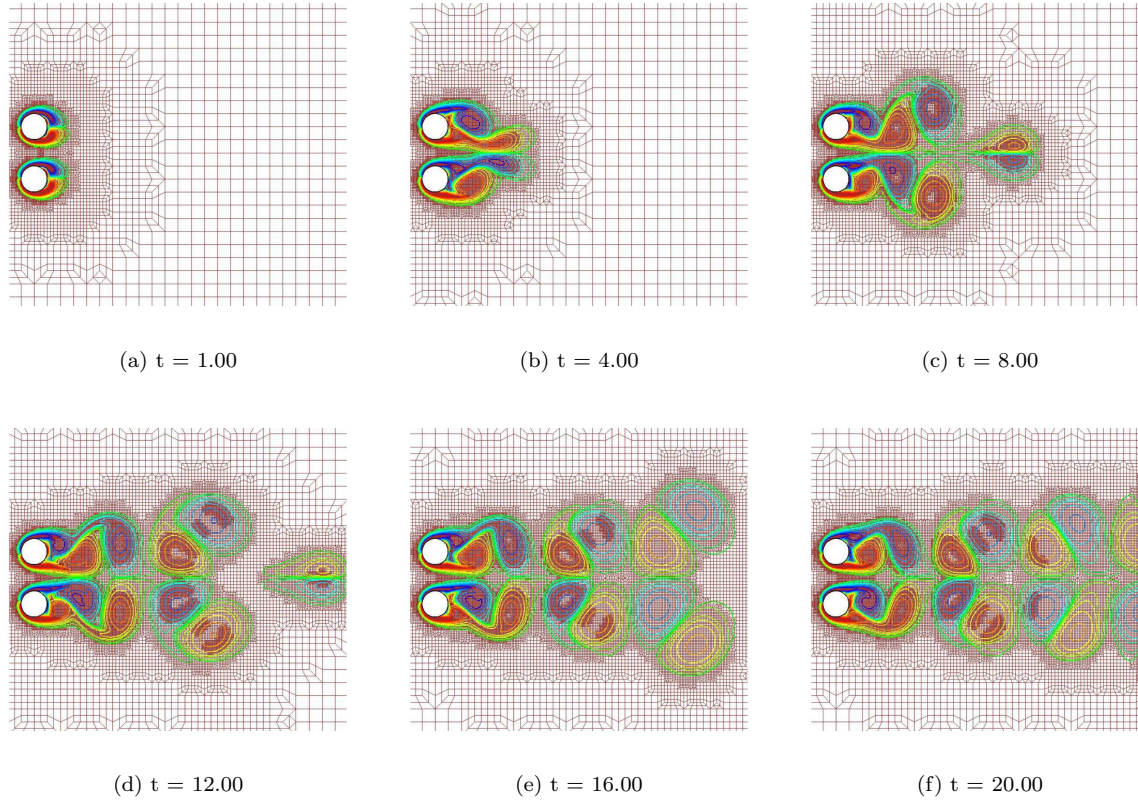 (a) t = 1.00
(b) t = 4.00
(c) t = 8.00
(d) t = 12.00
(e) t = 16.00
(f) t = 20.00